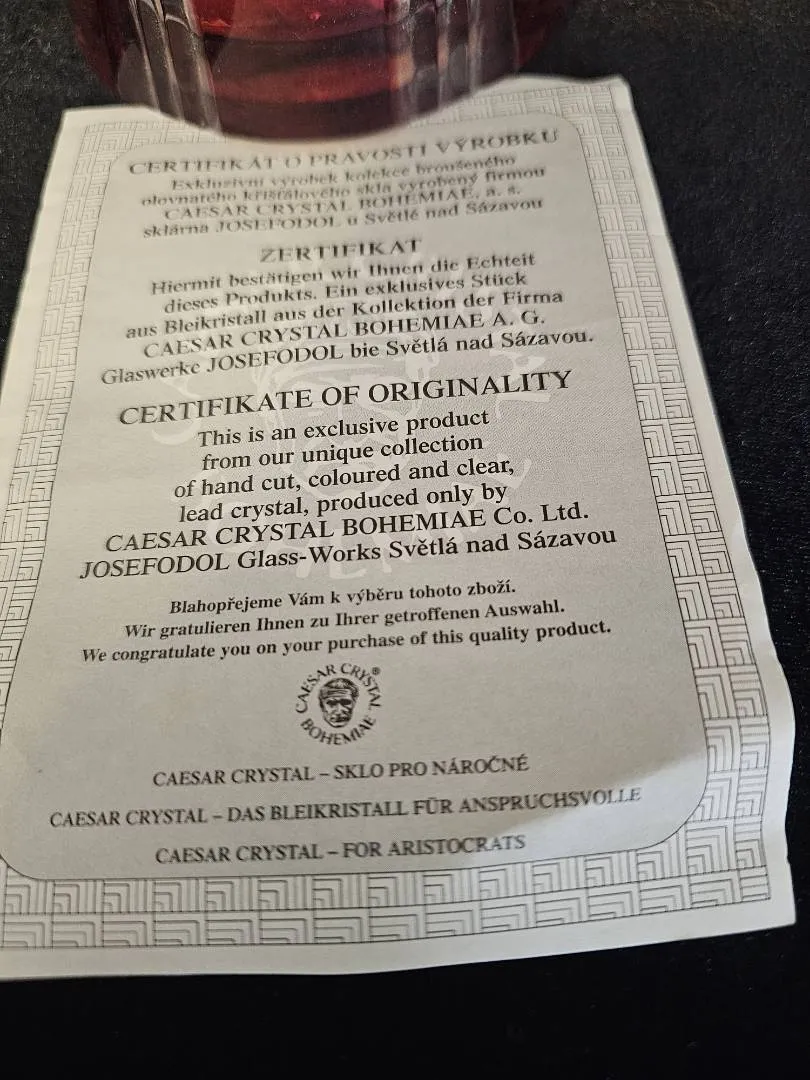 CERTIFIKÁT O PRAVOSTI VÝROBKU
Exklusivní výrobek kolekce broušeného
olovnatého křišťálového skla vyrobený firmou
CAESAR CRYSTAL BOHEMIAE, a. s.
sklárna JOSEFODOL u Světlé nad Sázavou
ZERTIFIKAT
Hiermit bestätigen wir Ihnen die Echteit
dieses Produkts. Ein exklusives Stück
aus Bleikristall aus der Kollektion der Firma
CAESAR CRYSTAL BOHEMIAE A. G.
Glaswerke JOSEFODOL bie Světlá nad Sázavou.
CERTIFIKATE OF ORIGINALITY
This is an exclusive product
from our unique collection
of hand cut, coloured and clear,
lead crystal, produced only by
CAESAR CRYSTAL BOHEMIAE Co. Ltd.
JOSEFODOL Glass-Works Světlá nad Sázavou
Blahopřejeme Vám k výběru tohoto zboží.
Wir gratulieren Ihnen zu Ihrer getroffenen Auswahl.
We congratulate you on your purchase of this quality product.
CAESAR CRYSTAL®
BOHEMIAE
CAESAR CRYSTAL – SKLO PRO NÁROČNÉ
CAESAR CRYSTAL – DAS BLEIKRISTALL FÜR ANSPRUCHSVOLLE
CAESAR CRYSTAL – FOR ARISTOCRATS